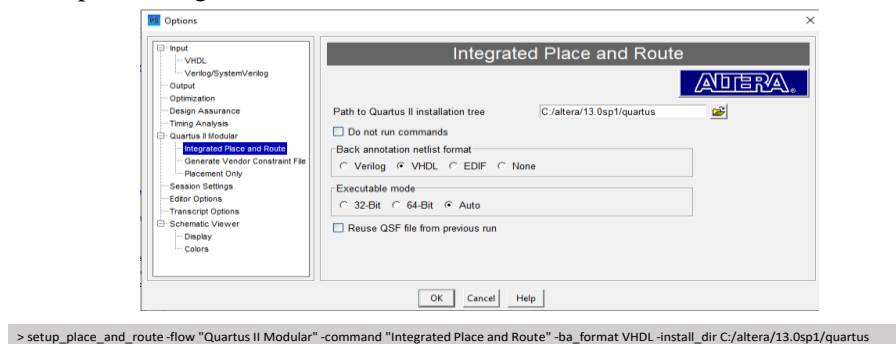 PS Options
Input
VHDL
Verilog/SystemVerilog
Output
Optimization
Design Assurance
Timing Analysis
Quartus II Modular
Integrated Place and Route
Generate Vendor Constraint File
Placement Only
Session Settings
Editor Options
Transcript Options
Schematic Viewer
Display
Colors
Integrated Place and Route
ALTERA®
Path to Quartus II installation tree C:/altera/13.0sp1/quartus
Do not run commands
Back annotation netlist format
Verilog VHDL EDIF None
Executable mode
32-Bit 64-Bit Auto
Reuse QSF file from previous run
OK Cancel Help
> setup_place_and_route -flow "Quartus II Modular" -command "Integrated Place and Route" -ba_format VHDL -install_dir C:/altera/13.0sp1/quartus